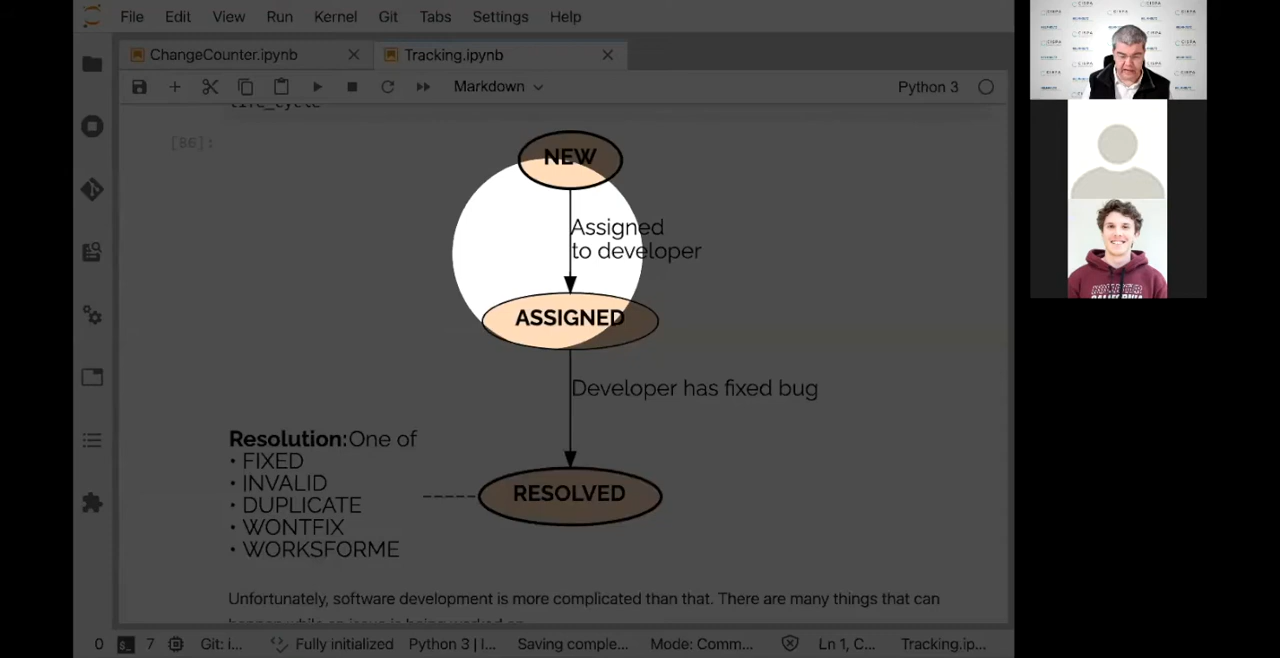 File Edit View Run Kernel Git Tabs Settings Help
ChangeCounter.ipynb
Tracking.ipynb
Markdown
Python 3
life_cycle
[86]:
NEW
Assigned
to developer
ASSIGNED
Developer has fixed bug
Resolution:One of
• FIXED
• INVALID
• DUPLICATE
• WONTFIX
• WORKSFORME
RESOLVED
Unfortunately, software development is more complicated than that. There are many things that can
0 7 Git: i... Fully initialized Python 3 | I... Saving comple... Mode: Comm... Ln 1, C... Tracking.ip...